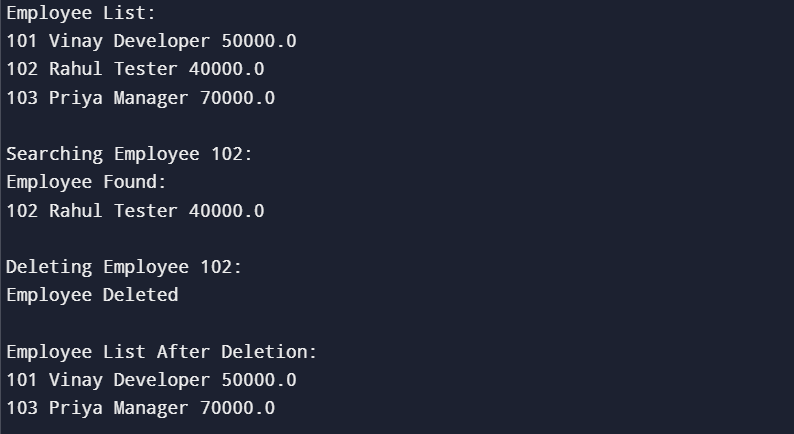 Employee List:
101 Vinay Developer 50000.0
102 Rahul Tester 40000.0
103 Priya Manager 70000.0
Searching Employee 102:
Employee Found:
102 Rahul Tester 40000.0
Deleting Employee 102:
Employee Deleted
Employee List After Deletion:
101 Vinay Developer 50000.0
103 Priya Manager 70000.0